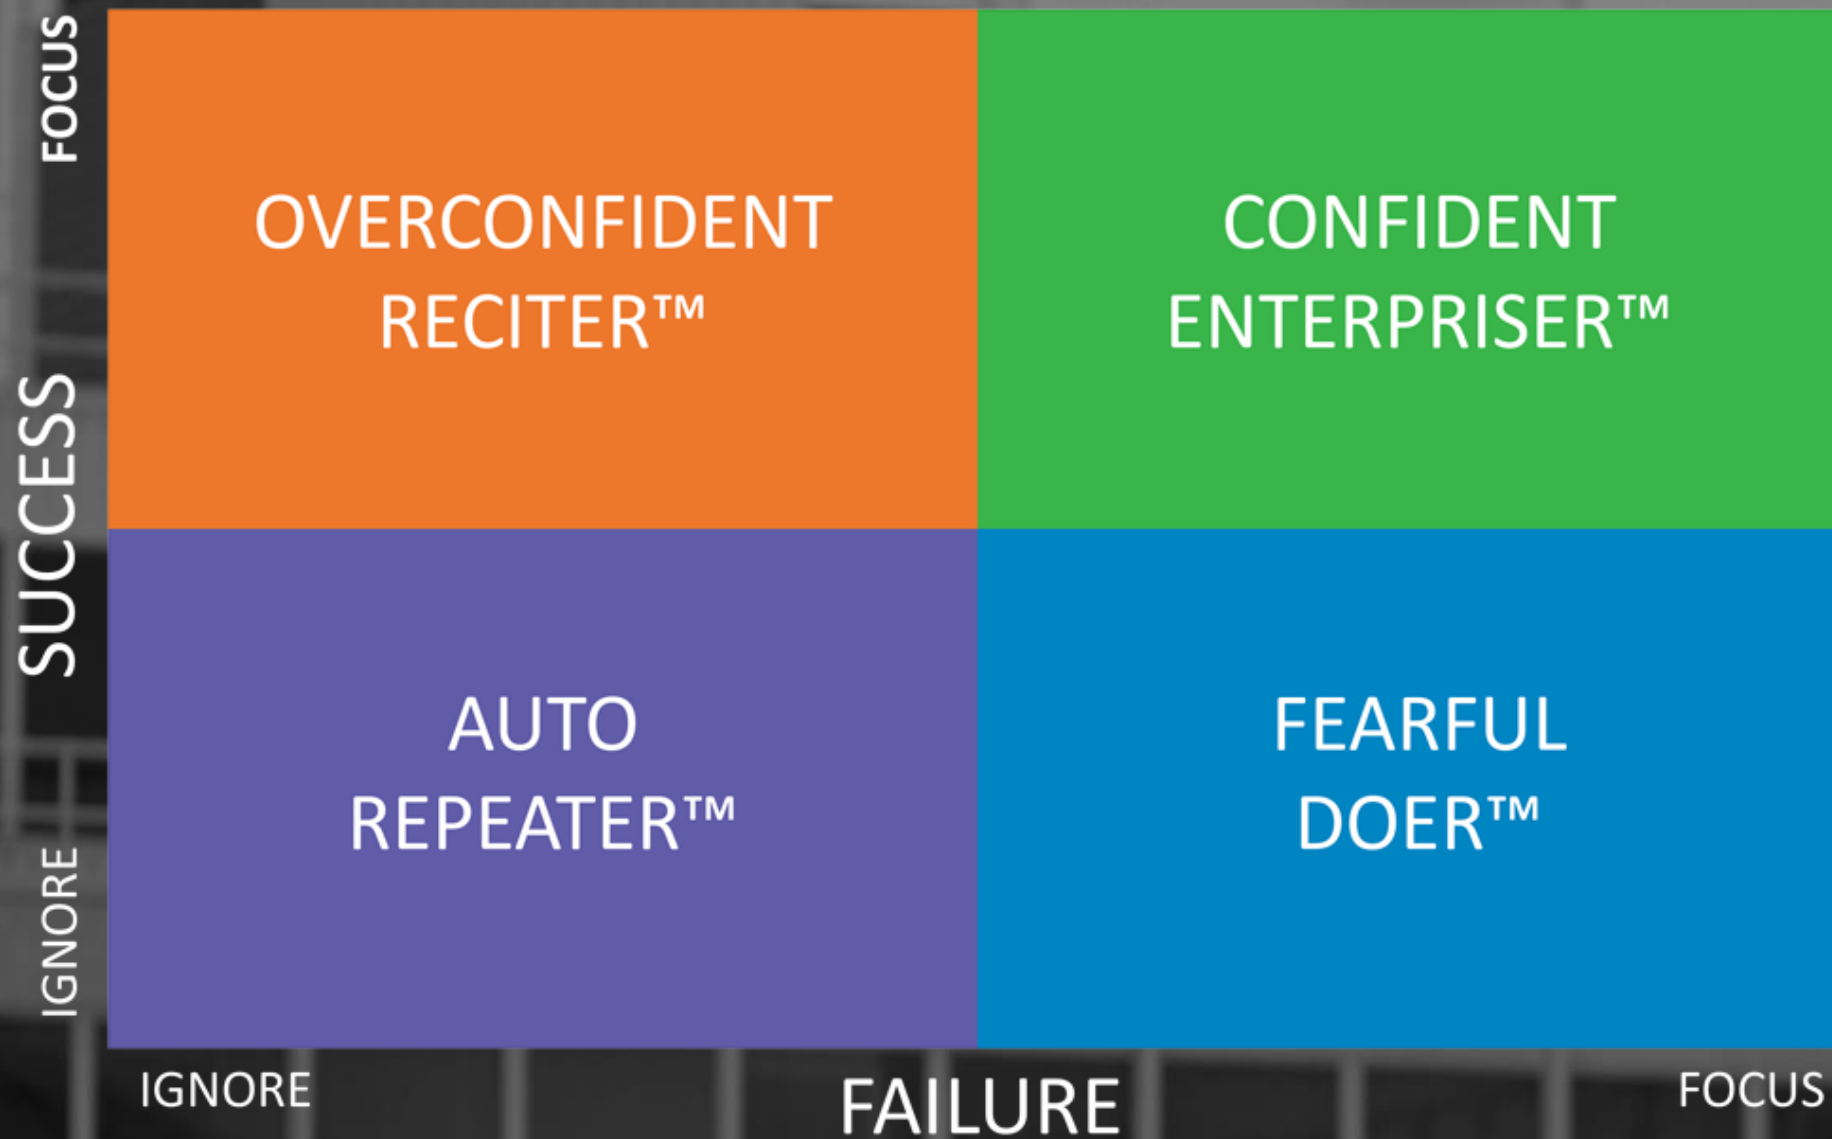 FOCUS
SUCCESS
IGNORE
OVERCONFIDENT
RECITER™
CONFIDENT
ENTERPRISER™
AUTO
REPEATER™
FEARFUL
DOER™
IGNORE
FAILURE
FOCUS